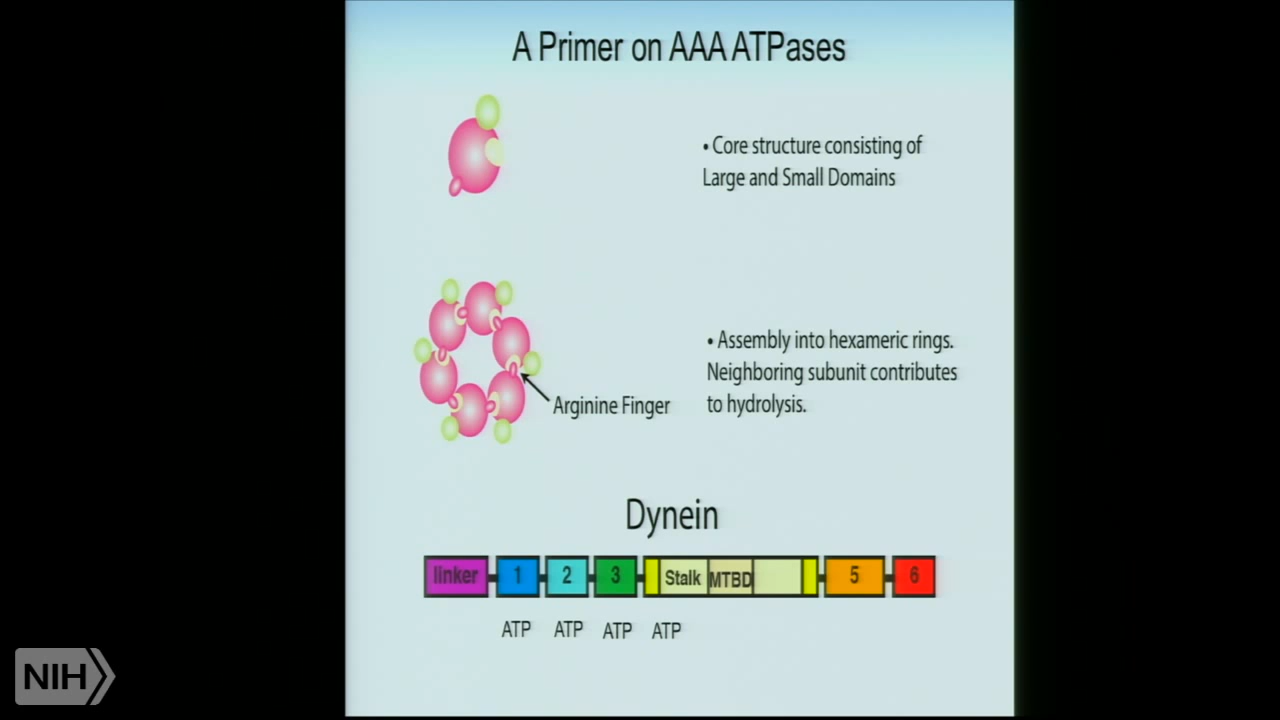 A Primer on AAA ATPases
• Core structure consisting of
Large and Small Domains
• Assembly into hexameric rings.
Neighboring subunit contributes
to hydrolysis.
Arginine Finger
Dynein
linker 1 2 3 Stalk MTBD 5 6
ATP ATP ATP ATP
NIH